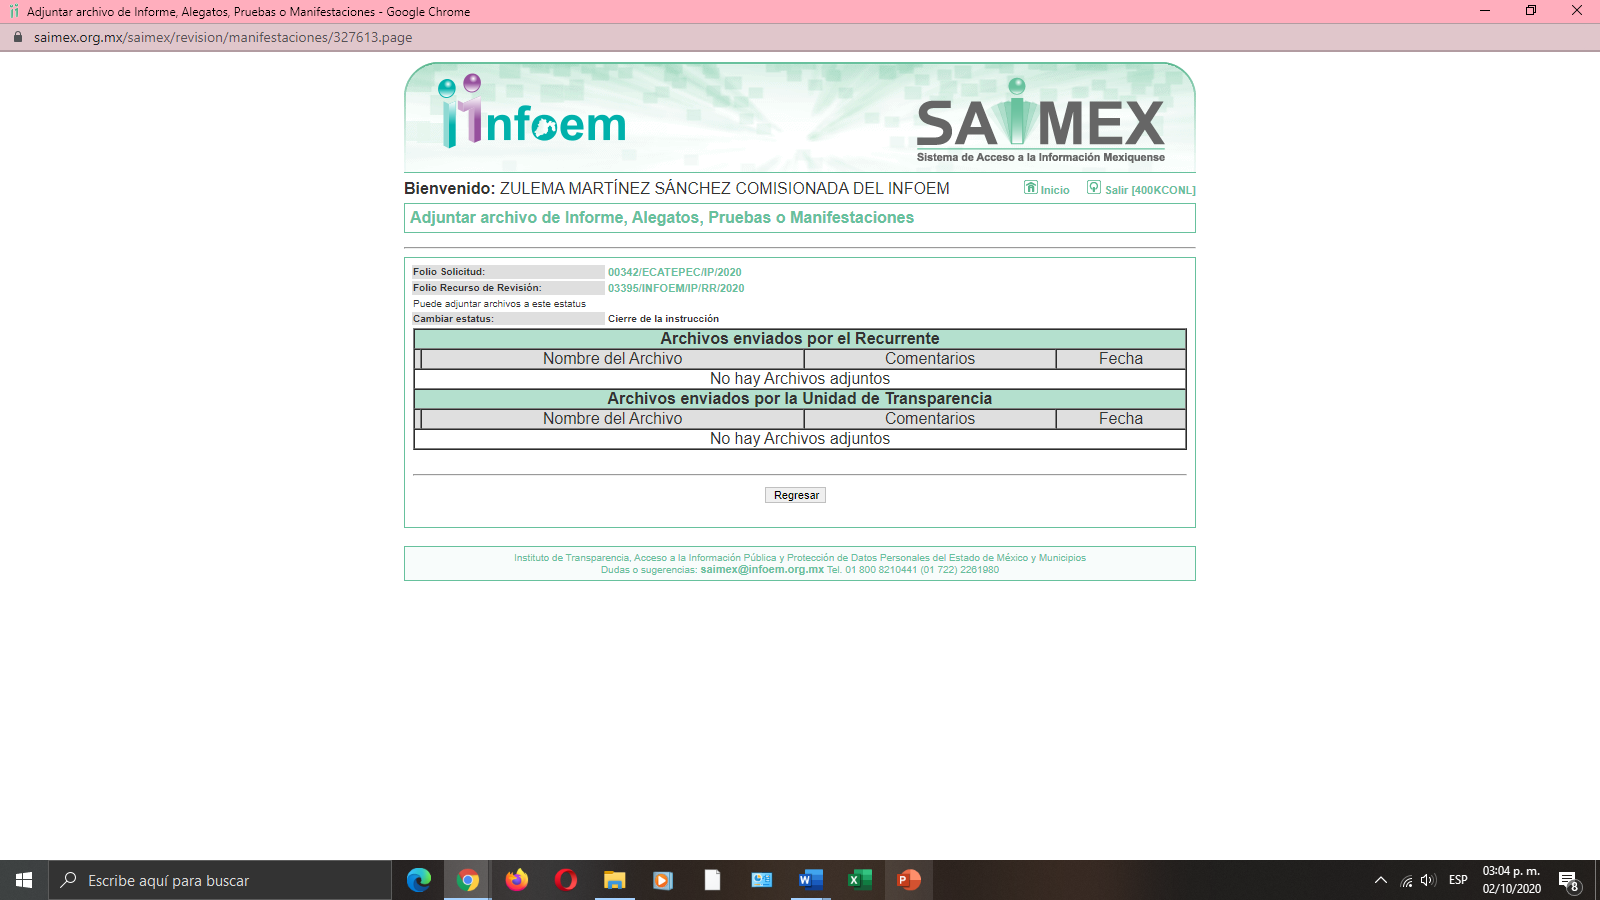 Adjuntar archivo de Informe, Alegatos, Pruebas o Manifestaciones - Google Chrome
saimex.org.mx/saimex/revision/manifestaciones/327613.page
infoem
SAIMEX
Sistema de Acceso a la Información Mexiquense
Bienvenido: ZULEMA MARTÍNEZ SÁNCHEZ COMISIONADA DEL INFOEM Inicio Salir [400KCONL]
Adjuntar archivo de Informe, Alegatos, Pruebas o Manifestaciones
Folio Solicitud: 00342/ECATEPEC/IP/2020
Folio Recurso de Revisión: 03395/INFOEM/IP/RR/2020
Puede adjuntar archivos a este estatus
Cambiar estatus: Cierre de la instrucción
Archivos enviados por el Recurrente
Nombre del Archivo Comentarios Fecha
No hay Archivos adjuntos
Archivos enviados por la Unidad de Transparencia
Nombre del Archivo Comentarios Fecha
No hay Archivos adjuntos
Regresar
Instituto de Transparencia, Acceso a la Información Pública y Protección de Datos Personales del Estado de México y Municipios
Dudas o sugerencias: saimex@infoem.org.mx Tel. 01 800 8210441 (01 722) 2261980
Escribe aquí para buscar
ESP
03:04 p. m.
02/10/2020
8